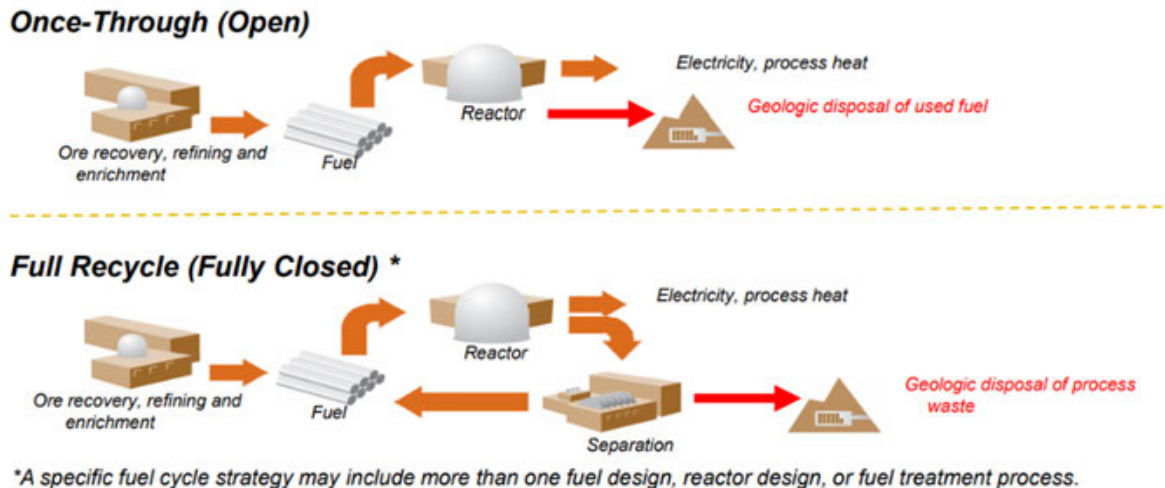 Once-Through (Open)
Electricity, process heat
Reactor
Geologic disposal of used fuel
Ore recovery, refining and
enrichment
Fuel
Full Recycle (Fully Closed) *
Electricity, process heat
Reactor
Ore recovery, refining and
enrichment
Fuel
Separation
Geologic disposal of process
waste
*A specific fuel cycle strategy may include more than one fuel design, reactor design, or fuel treatment process.